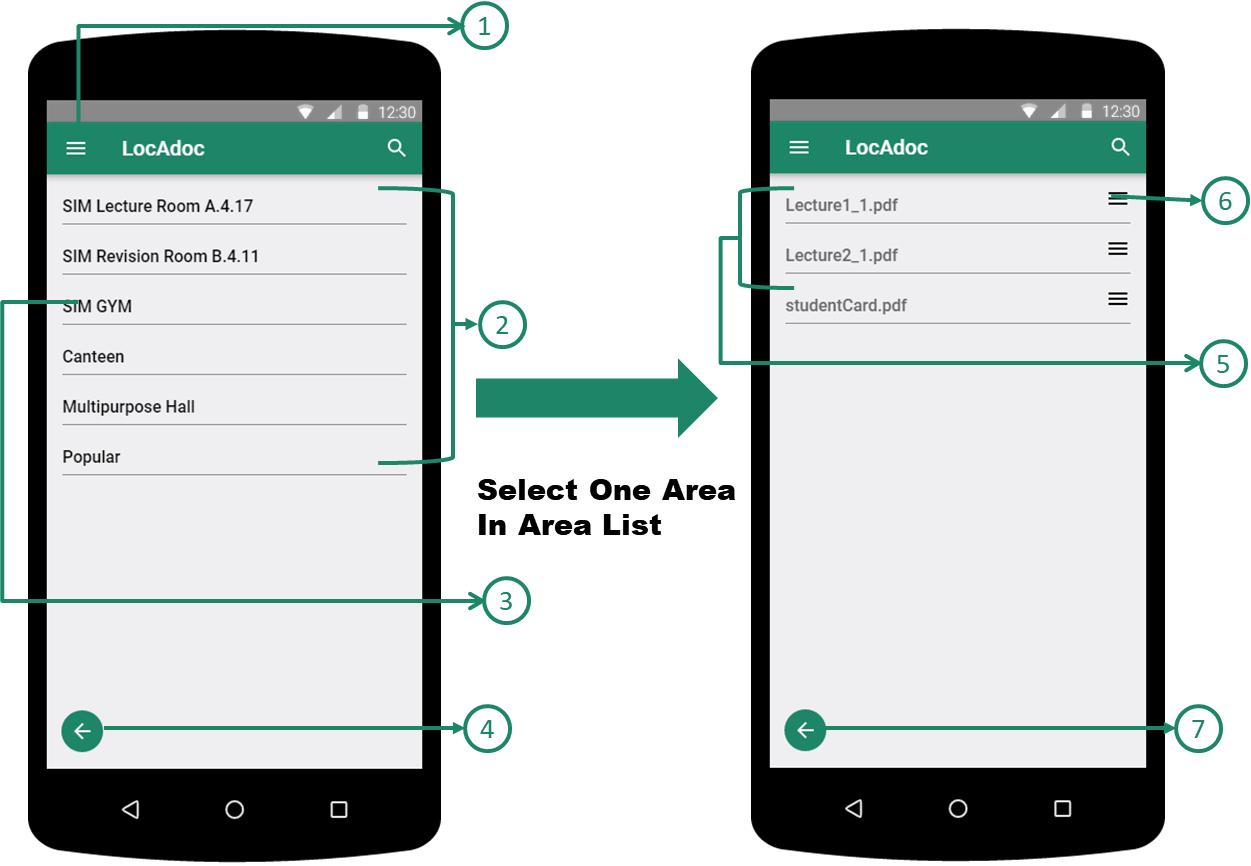 1
12:30
LocAdoc
SIM Lecture Room A.4.17
SIM Revision Room B.4.11
SIM GYM
Canteen
Multipurpose Hall
Popular
2
3
4
Select One Area
In Area List
12:30
LocAdoc
Lecture1_1.pdf
Lecture2_1.pdf
studentCard.pdf
6
5
7